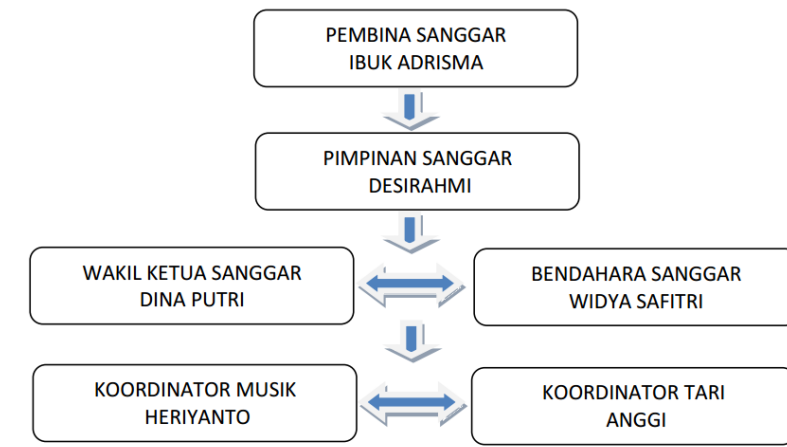 PEMBINA SANGGAR
IBUK ADRISMA
PIMPINAN SANGGAR
DESIRAHMI
WAKIL KETUA SANGGAR
DINA PUTRI
BENDAHARA SANGGAR
WIDYA SAFITRI
KOORDINATOR MUSIK
HERIYANTO
KOORDINATOR TARI
ANGGI